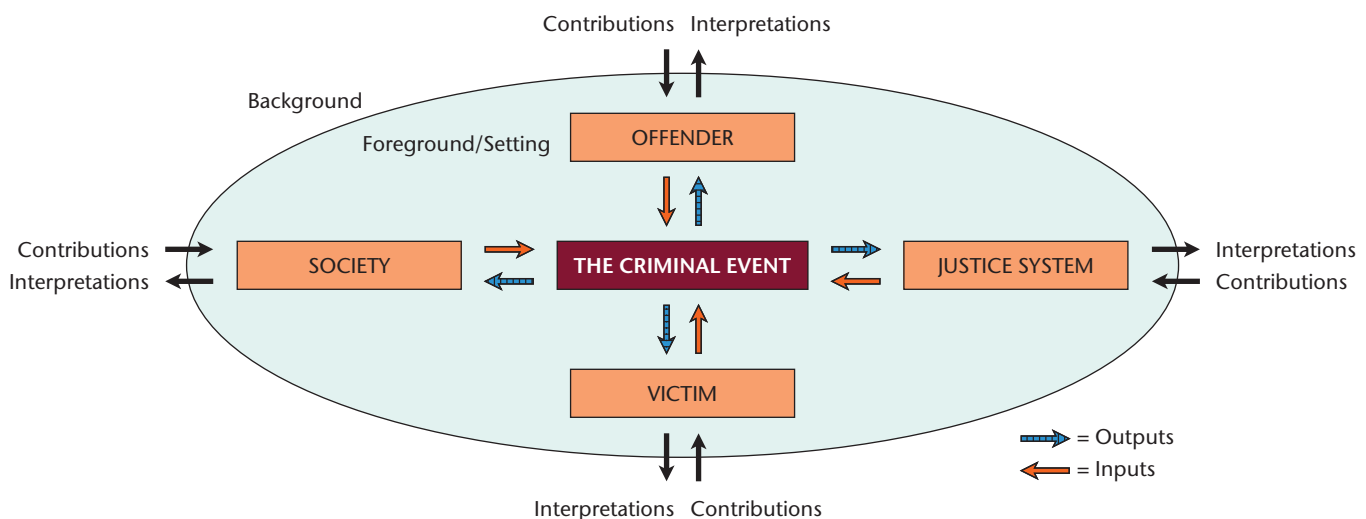 Contributions Interpretations
Background
Foreground/Setting
OFFENDER
Contributions
Interpretations
SOCIETY
THE CRIMINAL EVENT
JUSTICE SYSTEM
Interpretations
Contributions
VICTIM
= Outputs
= Inputs
Interpretations Contributions